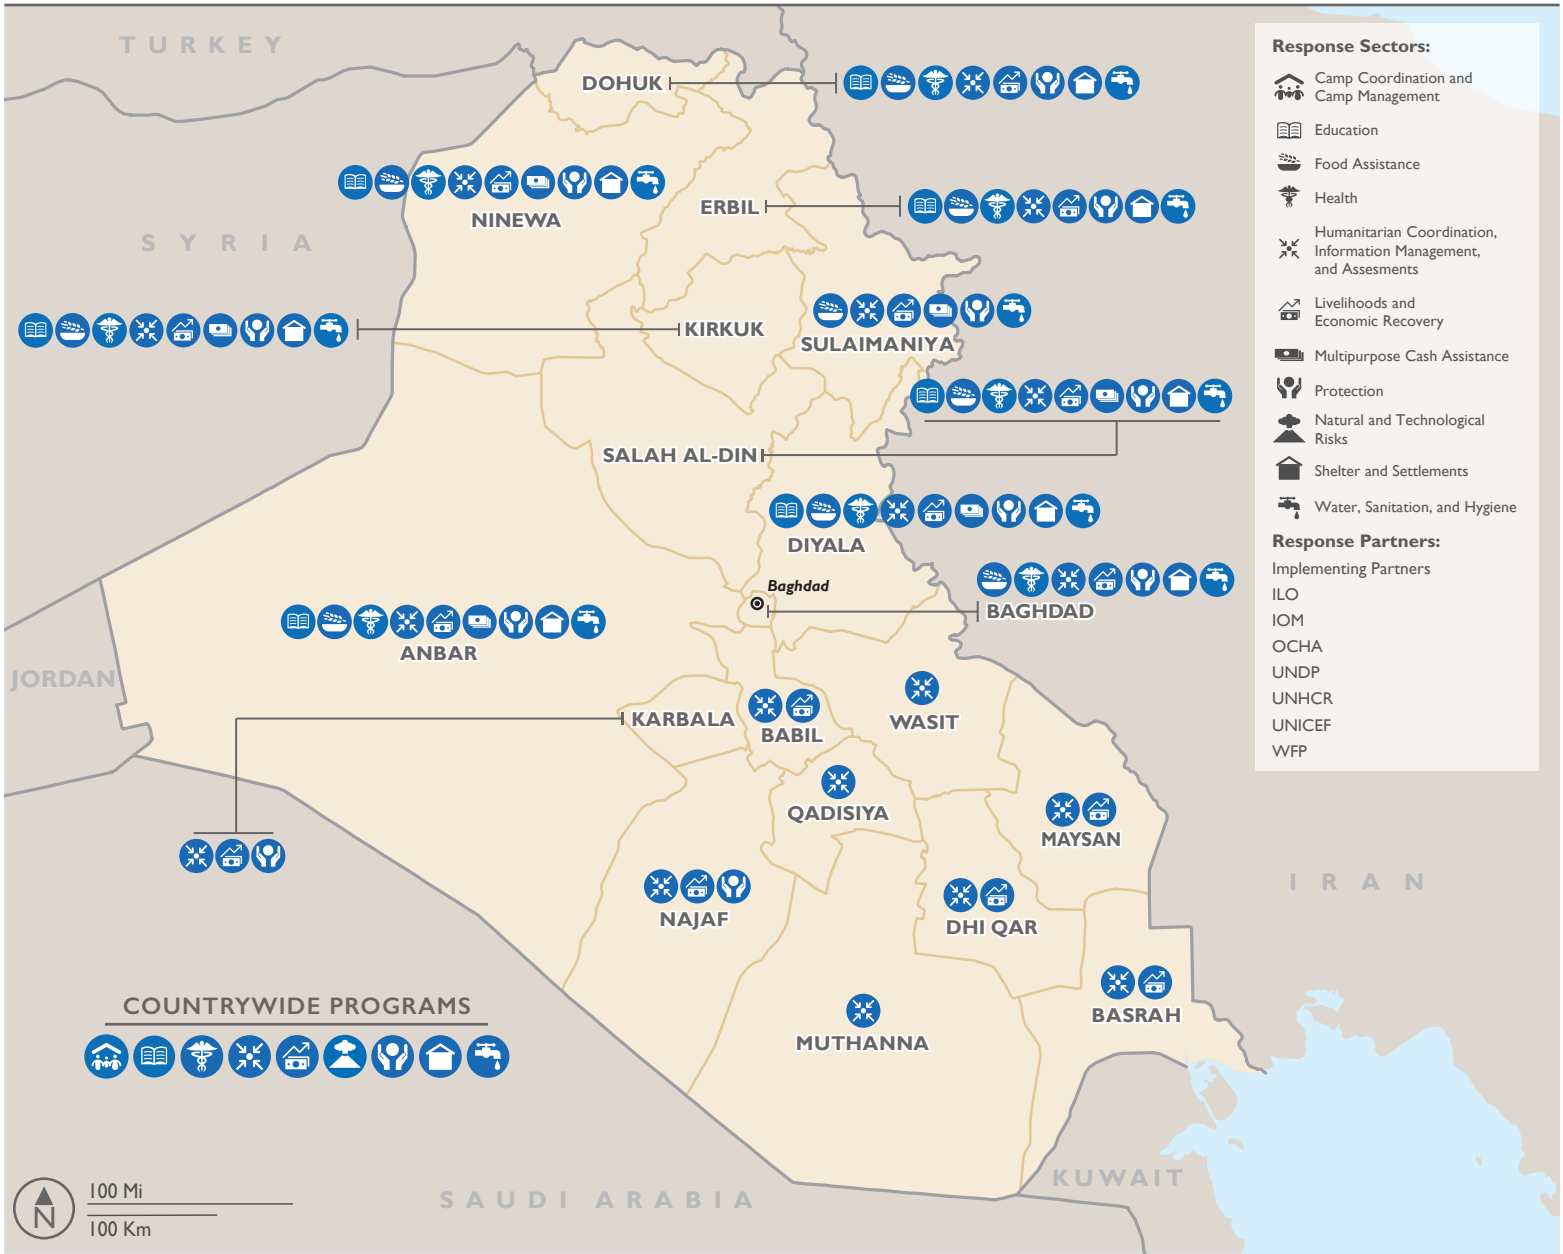 TURKEY
SYRIA
JORDAN
SAUDI ARABIA
KUWAIT
IRAN
DOHUK
NINEWA
ERBIL
KIRKUK
SULAIMANIYA
SALAH AL-DIN
DIYALA
Baghdad
BAGHDAD
ANBAR
KARBALA
BABIL
WASIT
QADISIYA
MAYSAN
NAJAF
DHI QAR
BASRAH
MUTHANNA
COUNTRYWIDE PROGRAMS
N
100 Mi
100 Km
Response Sectors:
Camp Coordination and
Camp Management
Education
Food Assistance
Health
Humanitarian Coordination,
Information Management,
and Assesments
Livelihoods and
Economic Recovery
Multipurpose Cash Assistance
Protection
Natural and Technological
Risks
Shelter and Settlements
Water, Sanitation, and Hygiene
Response Partners:
Implementing Partners
ILO
IOM
OCHA
UNDP
UNHCR
UNICEF
WFP